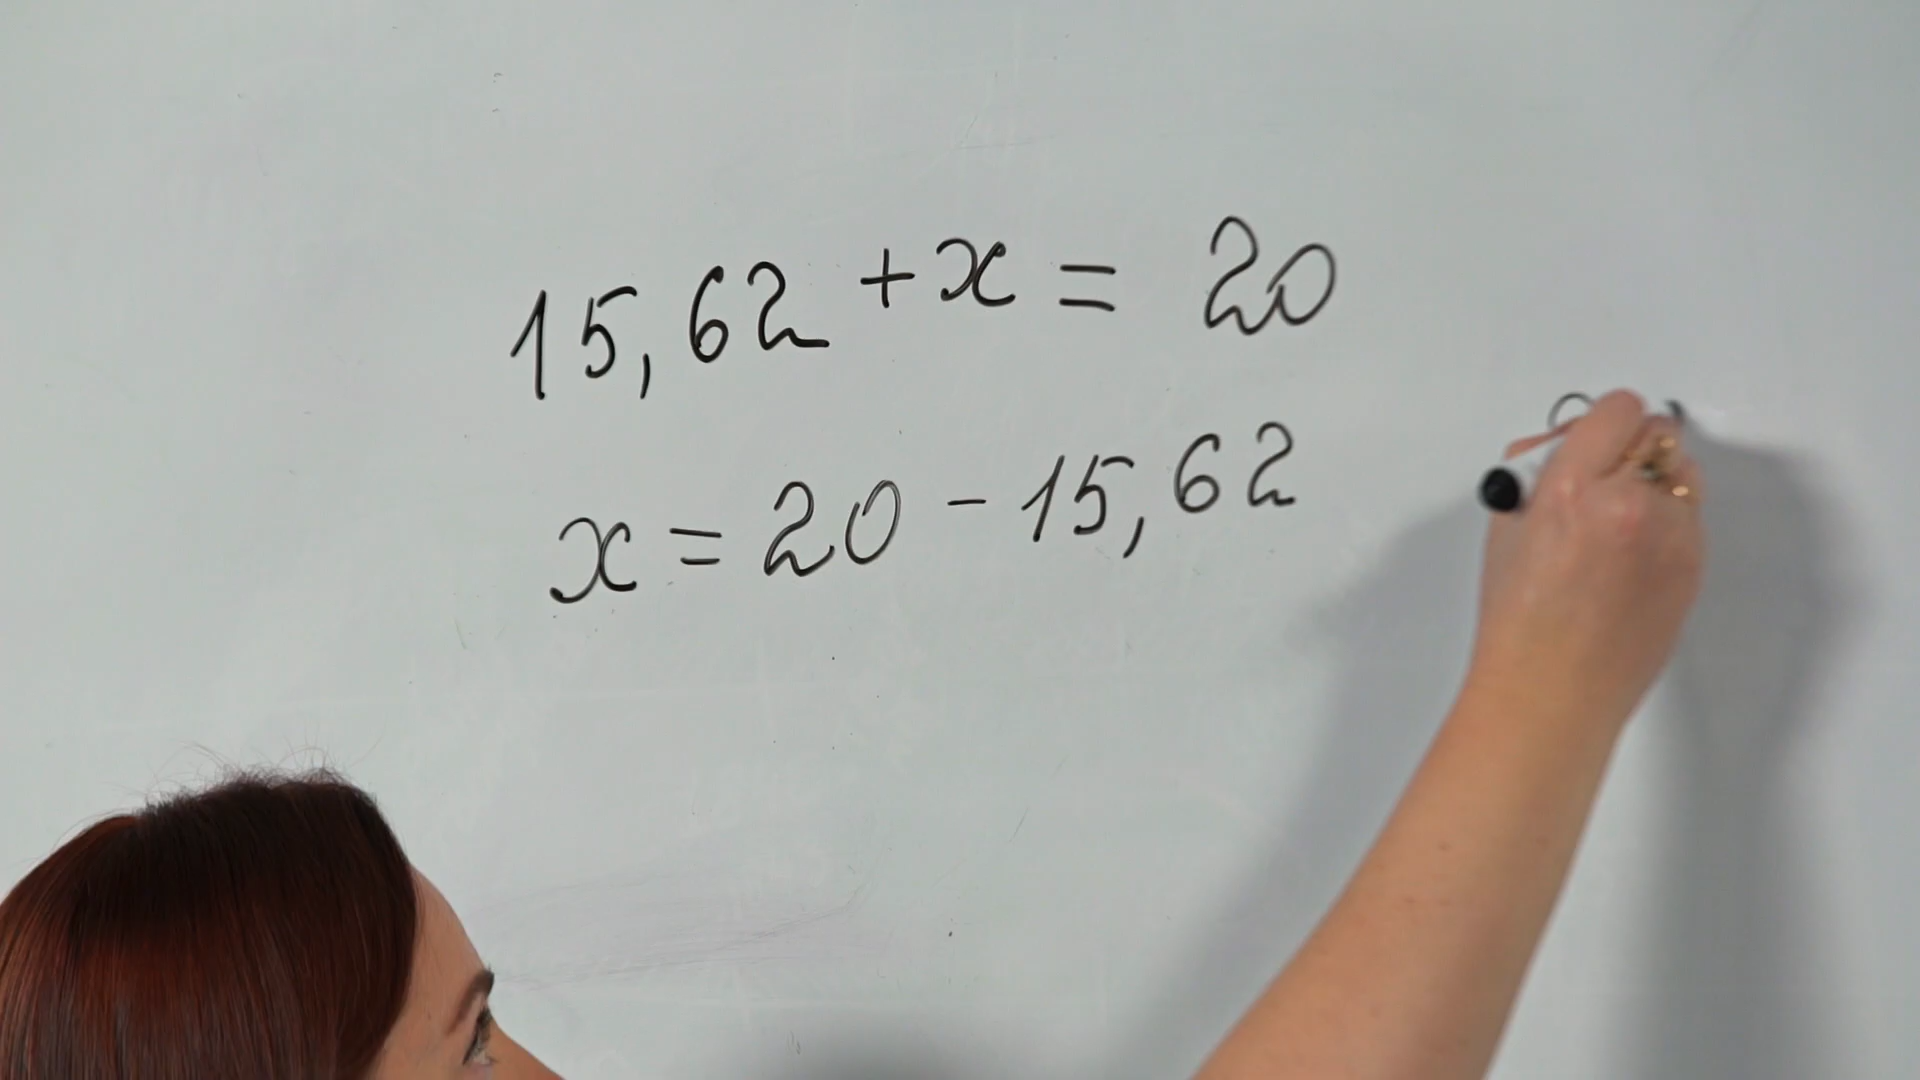 15,62 + x = 20
x = 20 - 15,62